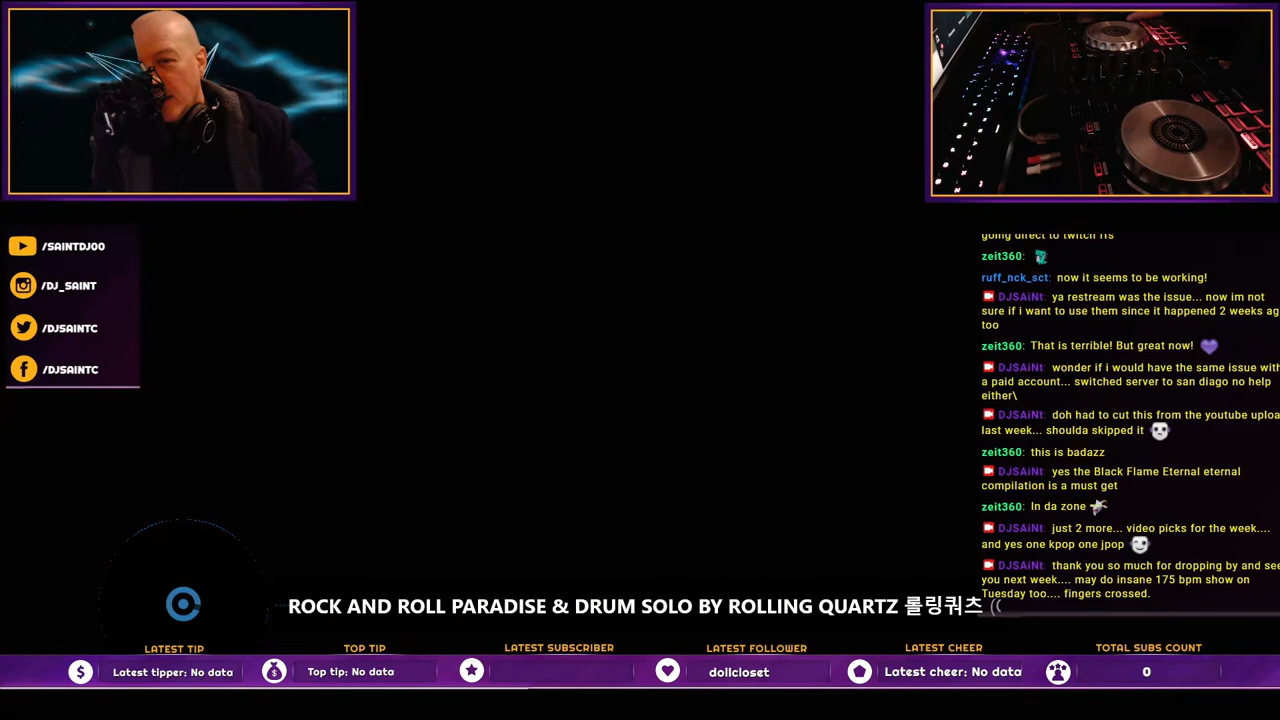 /SAINTDJ00
/DJ_SAINT
/DJSAINTC
/DJSAINTC
going direct to twitch ffs
zeit360:
ruff_nck_sct: now it seems to be working!
DJSAiNt: ya restream was the issue... now im not
sure if i want to use them since it happened 2 weeks ag
too
zeit360: That is terrible! But great now!
DJSAiNt: wonder if i would have the same issue with
a paid account... switched server to san diago no help
either\
DJSAiNt: doh had to cut this from the youtube uploa
last week... shoulda skipped it
zeit360: this is badazz
DJSAiNt: yes the Black Flame Eternal eternal
compilation is a must get
zeit360: In da zone
DJSAiNt: just 2 more... video picks for the week....
and yes one kpop one jpop
DJSAiNt: thank you so much for dropping by and see
you next week.... may do insane 175 bpm show on
Tuesday too.... fingers crossed.
ROCK AND ROLL PARADISE & DRUM SOLO BY ROLLING QUARTZ 롤링쿼츠 ((
LATEST TIP
Latest tipper: No data
TOP TIP
Top tip: No data
LATEST SUBSCRIBER
LATEST FOLLOWER
dollcloset
LATEST CHEER
Latest cheer: No data
TOTAL SUBS COUNT
0